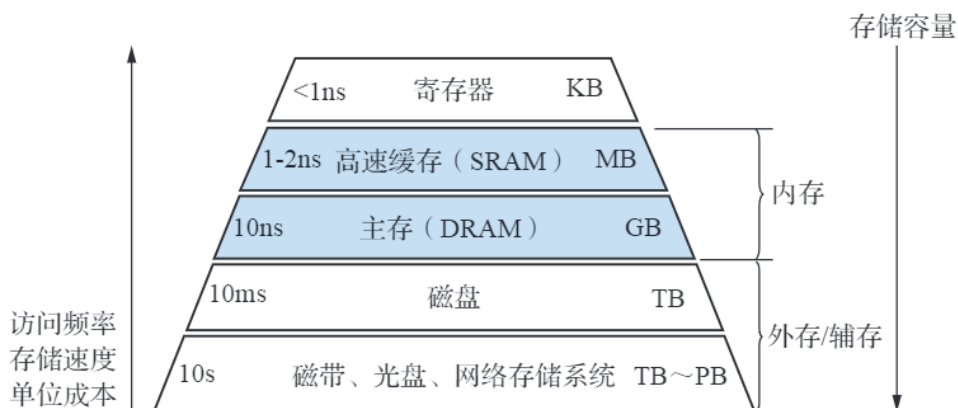 存储容量
<1ns 寄存器 KB
1-2ns 高速缓存（SRAM） MB
内存
10ns 主存（DRAM） GB
10ms 磁盘 TB
外存/辅存
10s 磁带、光盘、网络存储系统 TB～PB
访问频率
存储速度
单位成本